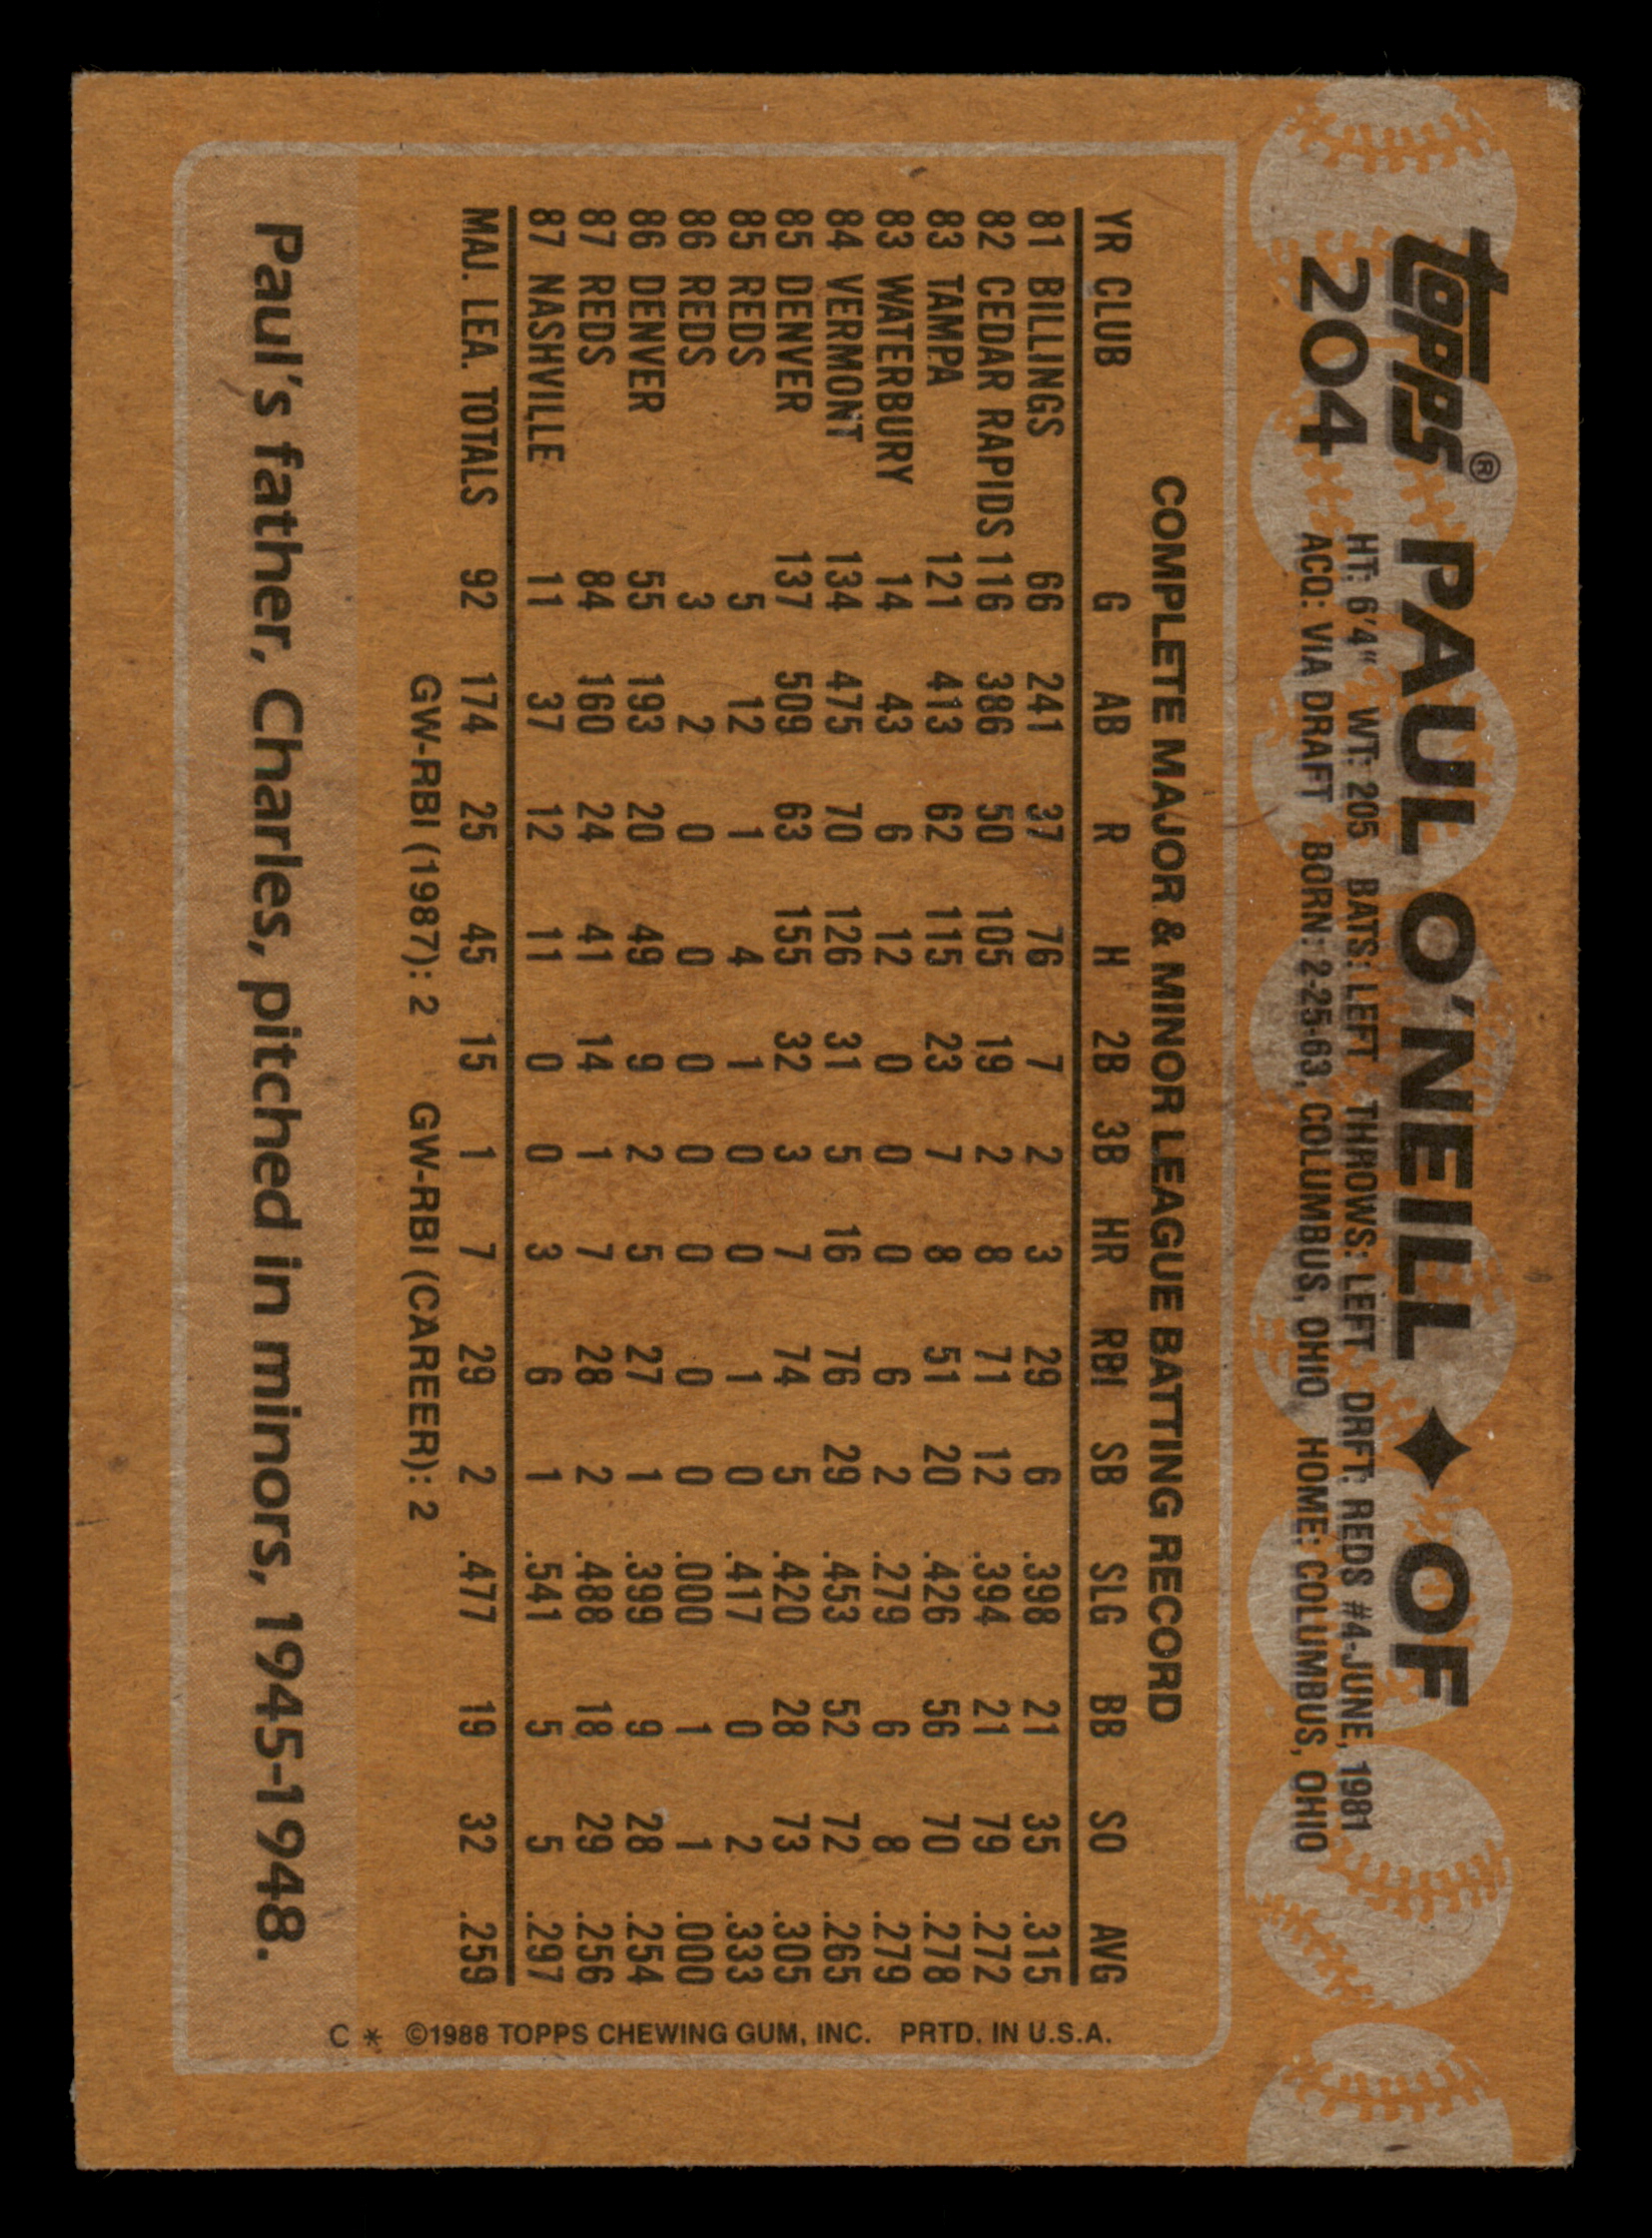 TOPPS® PAUL O'NEILL ✦ OF
204 HT: 6'4" WT: 205 BATS: LEFT THROWS: LEFT DRFT: REDS #4-JUNE, 1981
ACQ: VIA DRAFT BORN: 2-25-63, COLUMBUS, OHIO HOME: COLUMBUS, OHIO
COMPLETE MAJOR & MINOR LEAGUE BATTING RECORD
YR CLUB G AB R H 2B 3B HR RBI SB SLG BB SO AVG
81 BILLINGS 66 241 37 76 7 2 3 29 6 .398 21 35 .315
82 CEDAR RAPIDS 116 386 50 105 19 2 8 71 12 .394 21 79 .272
83 TAMPA 121 413 62 115 23 7 8 51 20 .426 56 70 .278
83 WATERBURY 14 43 6 12 0 0 0 6 2 .279 6 8 .279
84 VERMONT 134 475 70 126 31 5 16 76 29 .453 52 72 .265
85 DENVER 137 509 63 155 32 3 7 74 5 .420 28 73 .305
85 REDS 5 12 1 4 1 0 0 1 0 .417 0 2 .333
86 REDS 3 2 0 0 0 0 0 0 0 .000 1 1 .000
86 DENVER 55 193 20 49 9 2 5 27 1 .399 9 28 .254
87 REDS 84 160 24 41 14 1 7 28 2 .488 18 29 .256
87 NASHVILLE 11 37 12 11 0 0 3 6 1 .541 5 5 .297
MAJ. LEA. TOTALS 92 174 25 45 15 1 7 29 2 .477 19 32 .259
GW-RBI (1987): 2 GW-RBI (CAREER): 2
Paul's father, Charles, pitched in minors, 1945-1948.
C * ©1988 TOPPS CHEWING GUM, INC. PRTD. IN U.S.A.